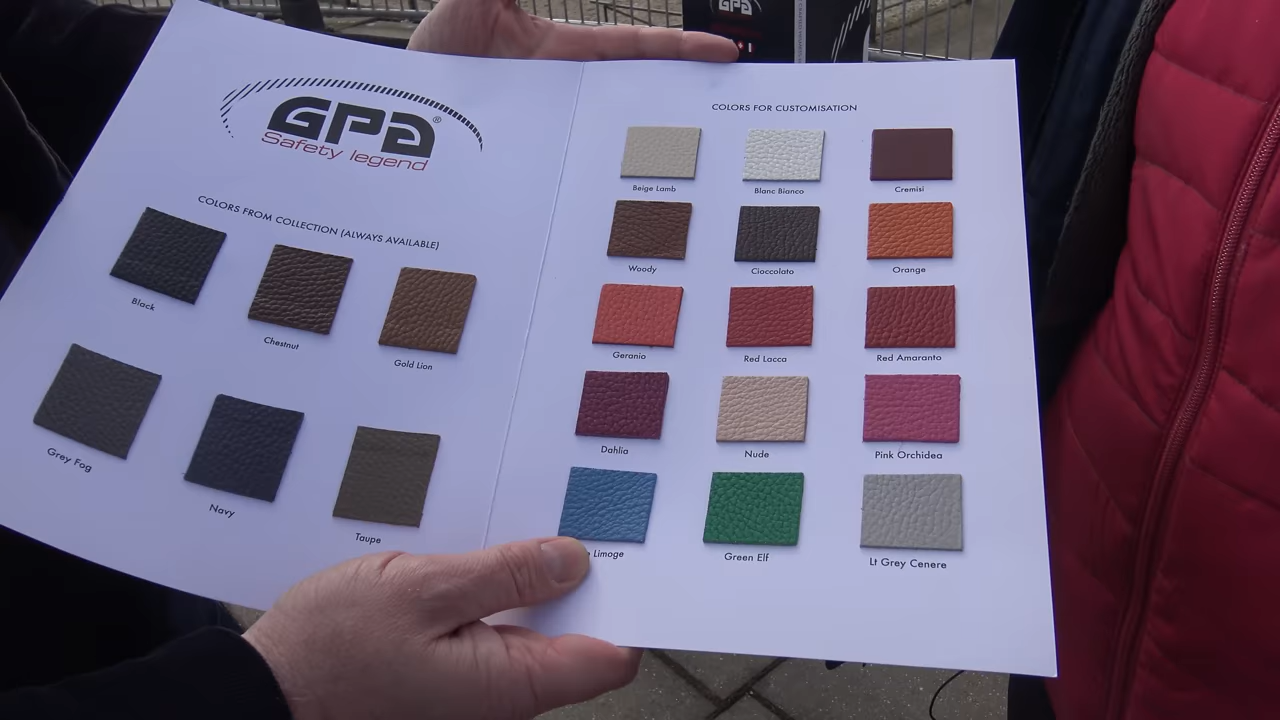 GPA
GPA®
Safety legend
COLORS FROM COLLECTION (ALWAYS AVAILABLE)
Black
Chestnut
Gold Lion
Grey Fog
Navy
Taupe
COLORS FOR CUSTOMISATION
Beige Lamb
Blanc Bianco
Cremisi
Woody
Cioccolato
Orange
Geranio
Red Lacca
Red Amaranto
Dahlia
Nude
Pink Orchidea
Limoge
Green Elf
Lt Grey Cenere